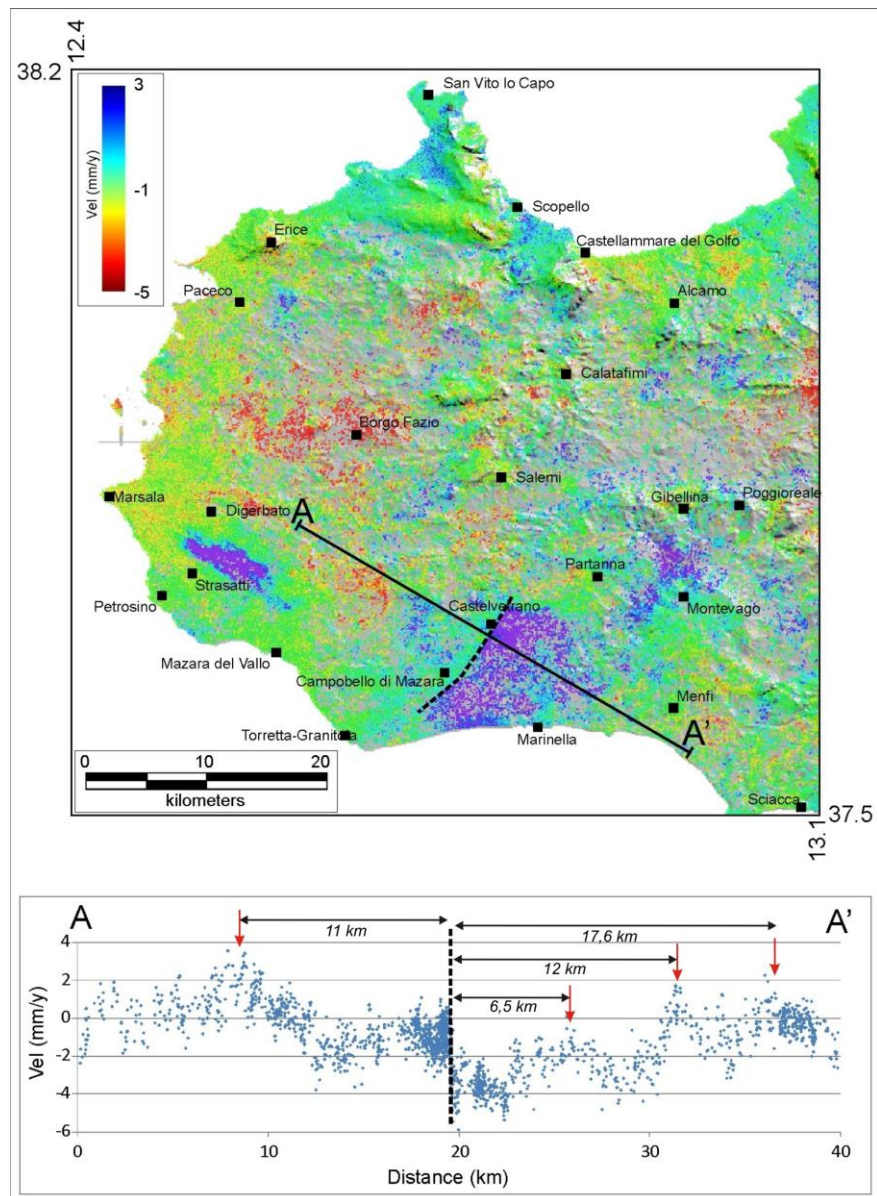 12.4
38.2
3
Vel (mm/y)
-1
-5
San Vito lo Capo
Scopello
Erice
Castellammare del Golfo
Paceco
Alcamo
Calatafimi
Borgo Fazio
Salemi
Marsala
Gibellina
Poggioreale
Digerbato
A
Partanna
Strasatti
Petrosino
Castelvetrano
Montevago
Mazara del Vallo
Campobello di Mazara
Menfi
A'
Torretta-Granitola
Marinella
0 10 20
kilometers
Sciacca
37.5
13.1
A
A'
11 km
17,6 km
12 km
6,5 km
4
2
0
-2
-4
-6
Vel (mm/y)
0 10 20 30 40
Distance (km)